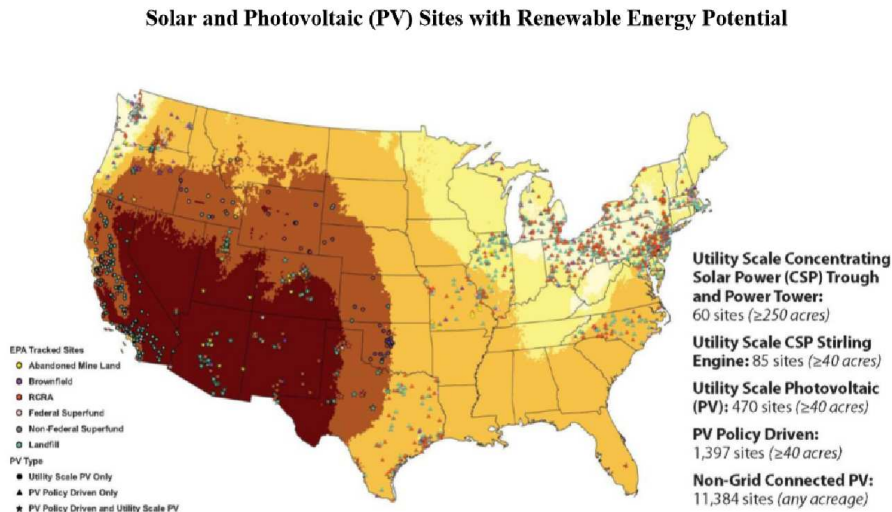 Solar and Photovoltaic (PV) Sites with Renewable Energy Potential
Utility Scale Concentrating
Solar Power (CSP) Trough
and Power Tower:
60 sites (≥250 acres)
Utility Scale CSP Stirling
Engine: 85 sites (≥40 acres)
Utility Scale Photovoltaic
(PV): 470 sites (≥40 acres)
PV Policy Driven:
1,397 sites (≥40 acres)
Non-Grid Connected PV:
11,384 sites (any acreage)
EPA Tracked Sites
Abandoned Mine Land
Brownfield
RCRA
Federal Superfund
Non-Federal Superfund
Landfill
PV Type
Utility Scale PV Only
PV Policy Driven Only
PV Policy Driven and Utility Scale PV